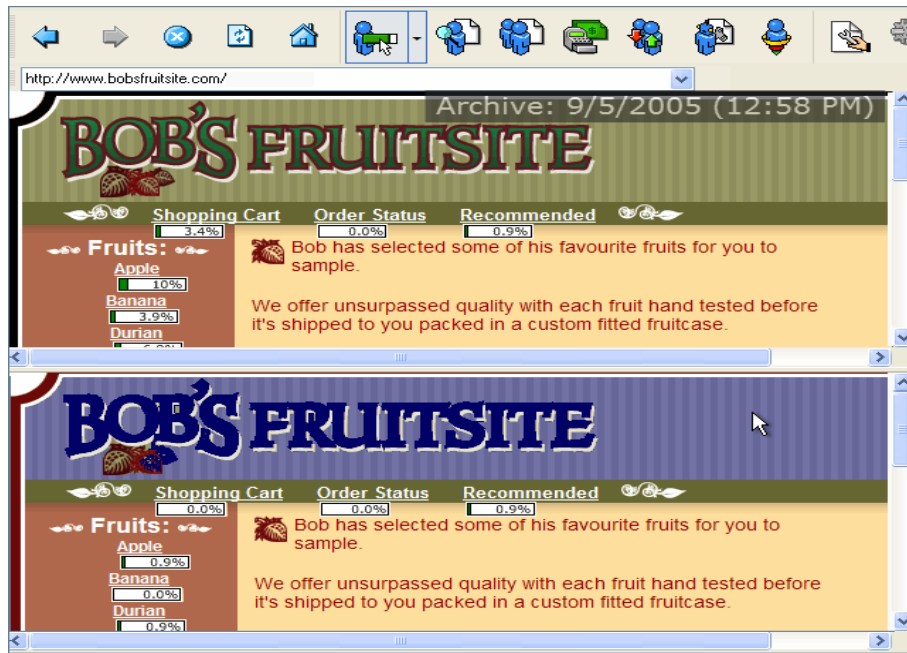 http://www.bobsfruitsite.com/
Archive: 9/5/2005 (12:58 PM)
BOB'S FRUITSITE
Shopping Cart Order Status Recommended
3.4% 0.0% 0.9%
Fruits:
Apple
10%
Banana
3.9%
Durian
Bob has selected some of his favourite fruits for you to
sample.
We offer unsurpassed quality with each fruit hand tested before
it's shipped to you packed in a custom fitted fruitcase.
BOB'S FRUITSITE
Shopping Cart Order Status Recommended
0.0% 0.0% 0.9%
Fruits:
Apple
0.9%
Banana
0.0%
Durian
0.9%
Bob has selected some of his favourite fruits for you to
sample.
We offer unsurpassed quality with each fruit hand tested before
it's shipped to you packed in a custom fitted fruitcase.